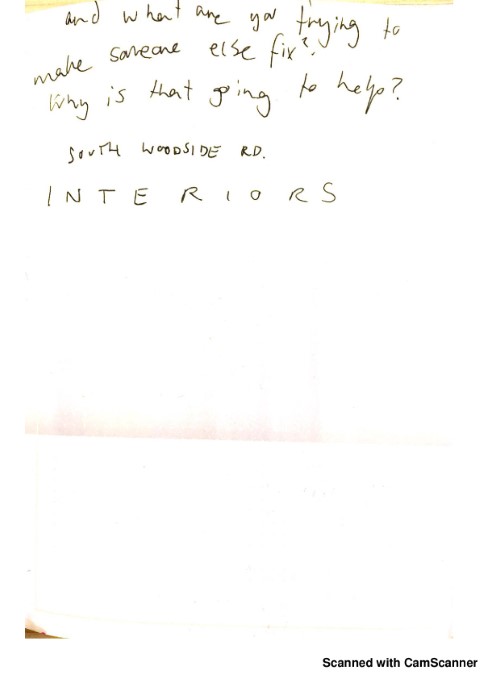 and what are you trying to
make someone else fix?
Why is that going to help?
SOUTH WOODSIDE RD.
INTERIORS
Scanned with CamScanner